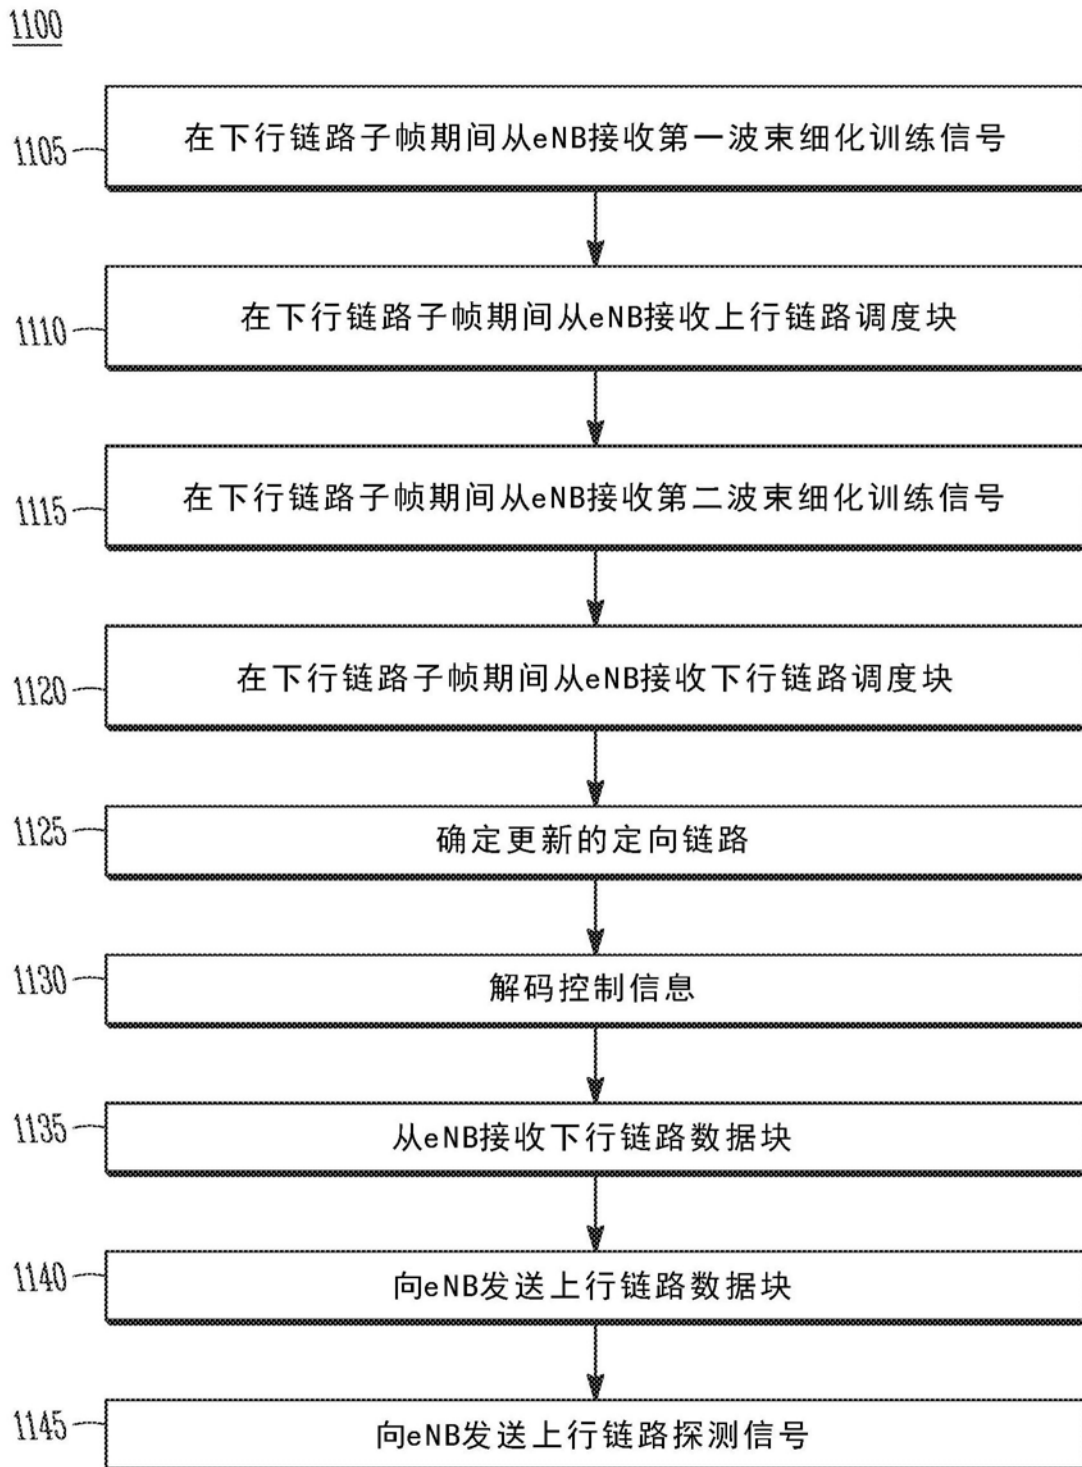 1100
1105
在下行链路子帧期间从eNB接收第一波束细化训练信号
1110
在下行链路子帧期间从eNB接收上行链路调度块
1115
在下行链路子帧期间从eNB接收第二波束细化训练信号
1120
在下行链路子帧期间从eNB接收下行链路调度块
1125
确定更新的定向链路
1130
解码控制信息
1135
从eNB接收下行链路数据块
1140
向eNB发送上行链路数据块
1145
向eNB发送上行链路探测信号